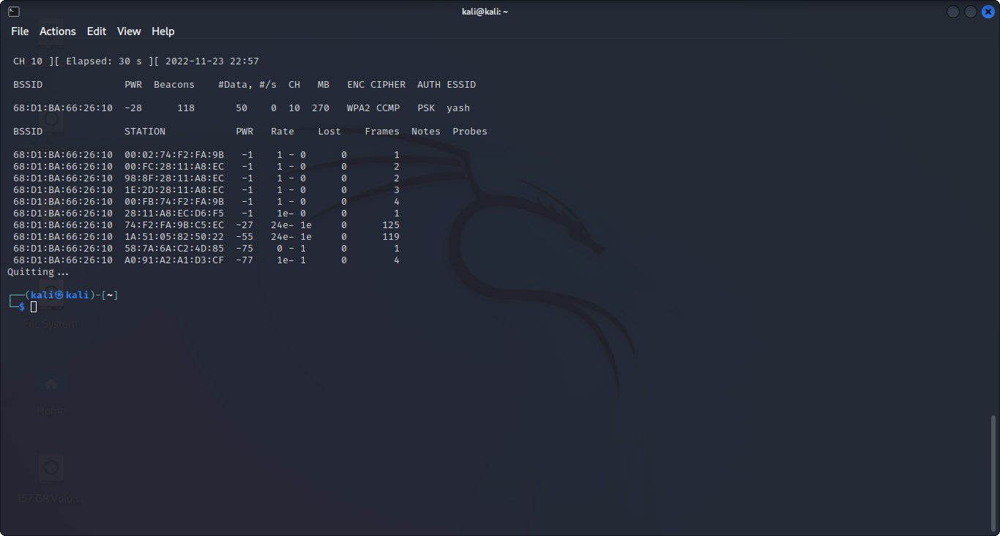 kali@kali: ~
File Actions Edit View Help
CH 10 ][ Elapsed: 30 s ][ 2022-11-23 22:57
BSSID PWR Beacons #Data, #/s CH MB ENC CIPHER AUTH ESSID
68:D1:BA:66:26:10 -28 118 50 0 10 270 WPA2 CCMP PSK yash
BSSID STATION PWR Rate Lost Frames Notes Probes
68:D1:BA:66:26:10 00:02:74:F2:FA:9B -1 1 - 0 0 1
68:D1:BA:66:26:10 00:FC:28:11:A8:EC -1 1 - 0 0 2
68:D1:BA:66:26:10 98:8F:28:11:A8:EC -1 1 - 0 0 2
68:D1:BA:66:26:10 1E:2D:28:11:A8:EC -1 1 - 0 0 3
68:D1:BA:66:26:10 00:FB:74:F2:FA:9B -1 1 - 0 0 4
68:D1:BA:66:26:10 28:11:A8:EC:D6:F5 -1 1e- 0 0 1
68:D1:BA:66:26:10 74:F2:FA:9B:C5:EC -27 24e- 1e 0 125
68:D1:BA:66:26:10 1A:51:05:82:50:22 -55 24e- 1e 0 119
68:D1:BA:66:26:10 58:7A:6A:C2:4D:85 -75 0 - 1 0 1
68:D1:BA:66:26:10 A0:91:A2:A1:D3:CF -77 1e- 1 0 4
Quitting...
┌──(kali㉿kali)-[~]
└─$
File System
Home
157 GB Volu...